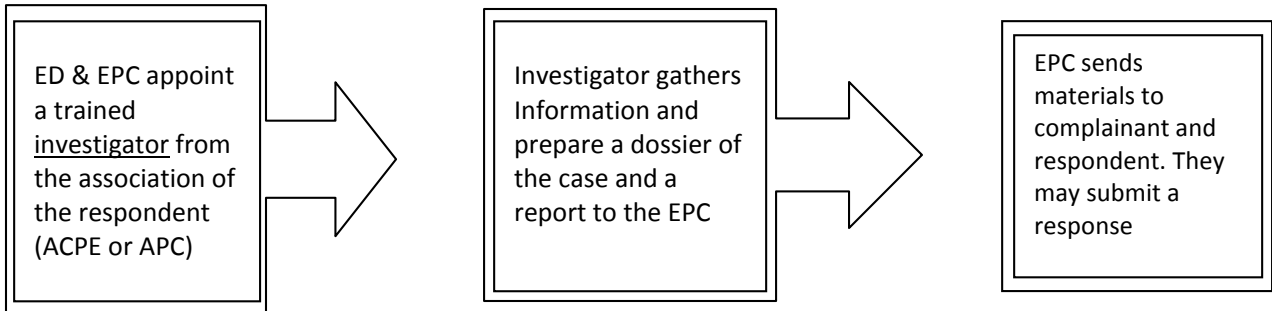 ED & EPC appoint
a trained
investigator from
the association of
the respondent
(ACPE or APC)
Investigator gathers
Information and
prepare a dossier of
the case and a
report to the EPC
EPC sends
materials to
complainant and
respondent. They
may submit a
response